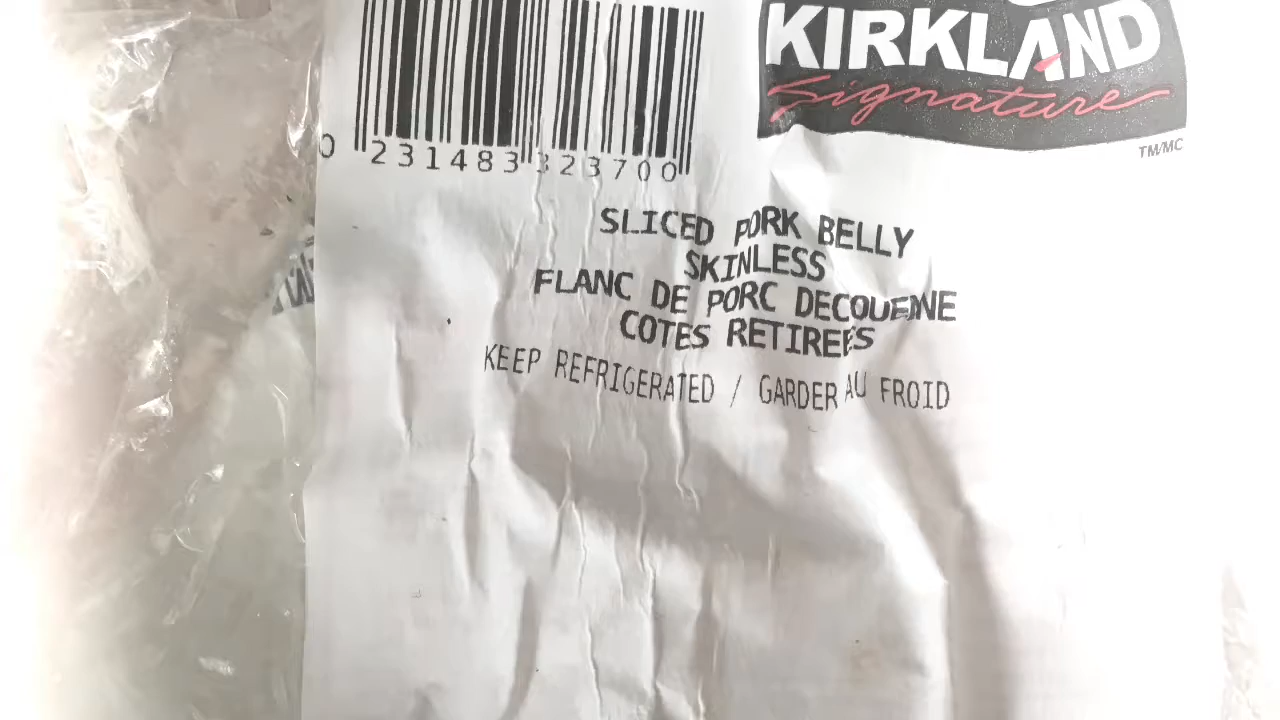 KIRKLAND
Signature
TM/MC
0 231483 323700
SLICED PORK BELLY
SKINLESS
FLANC DE PORC DECOUENNE
COTES RETIREES
KEEP REFRIGERATED / GARDER AU FROID